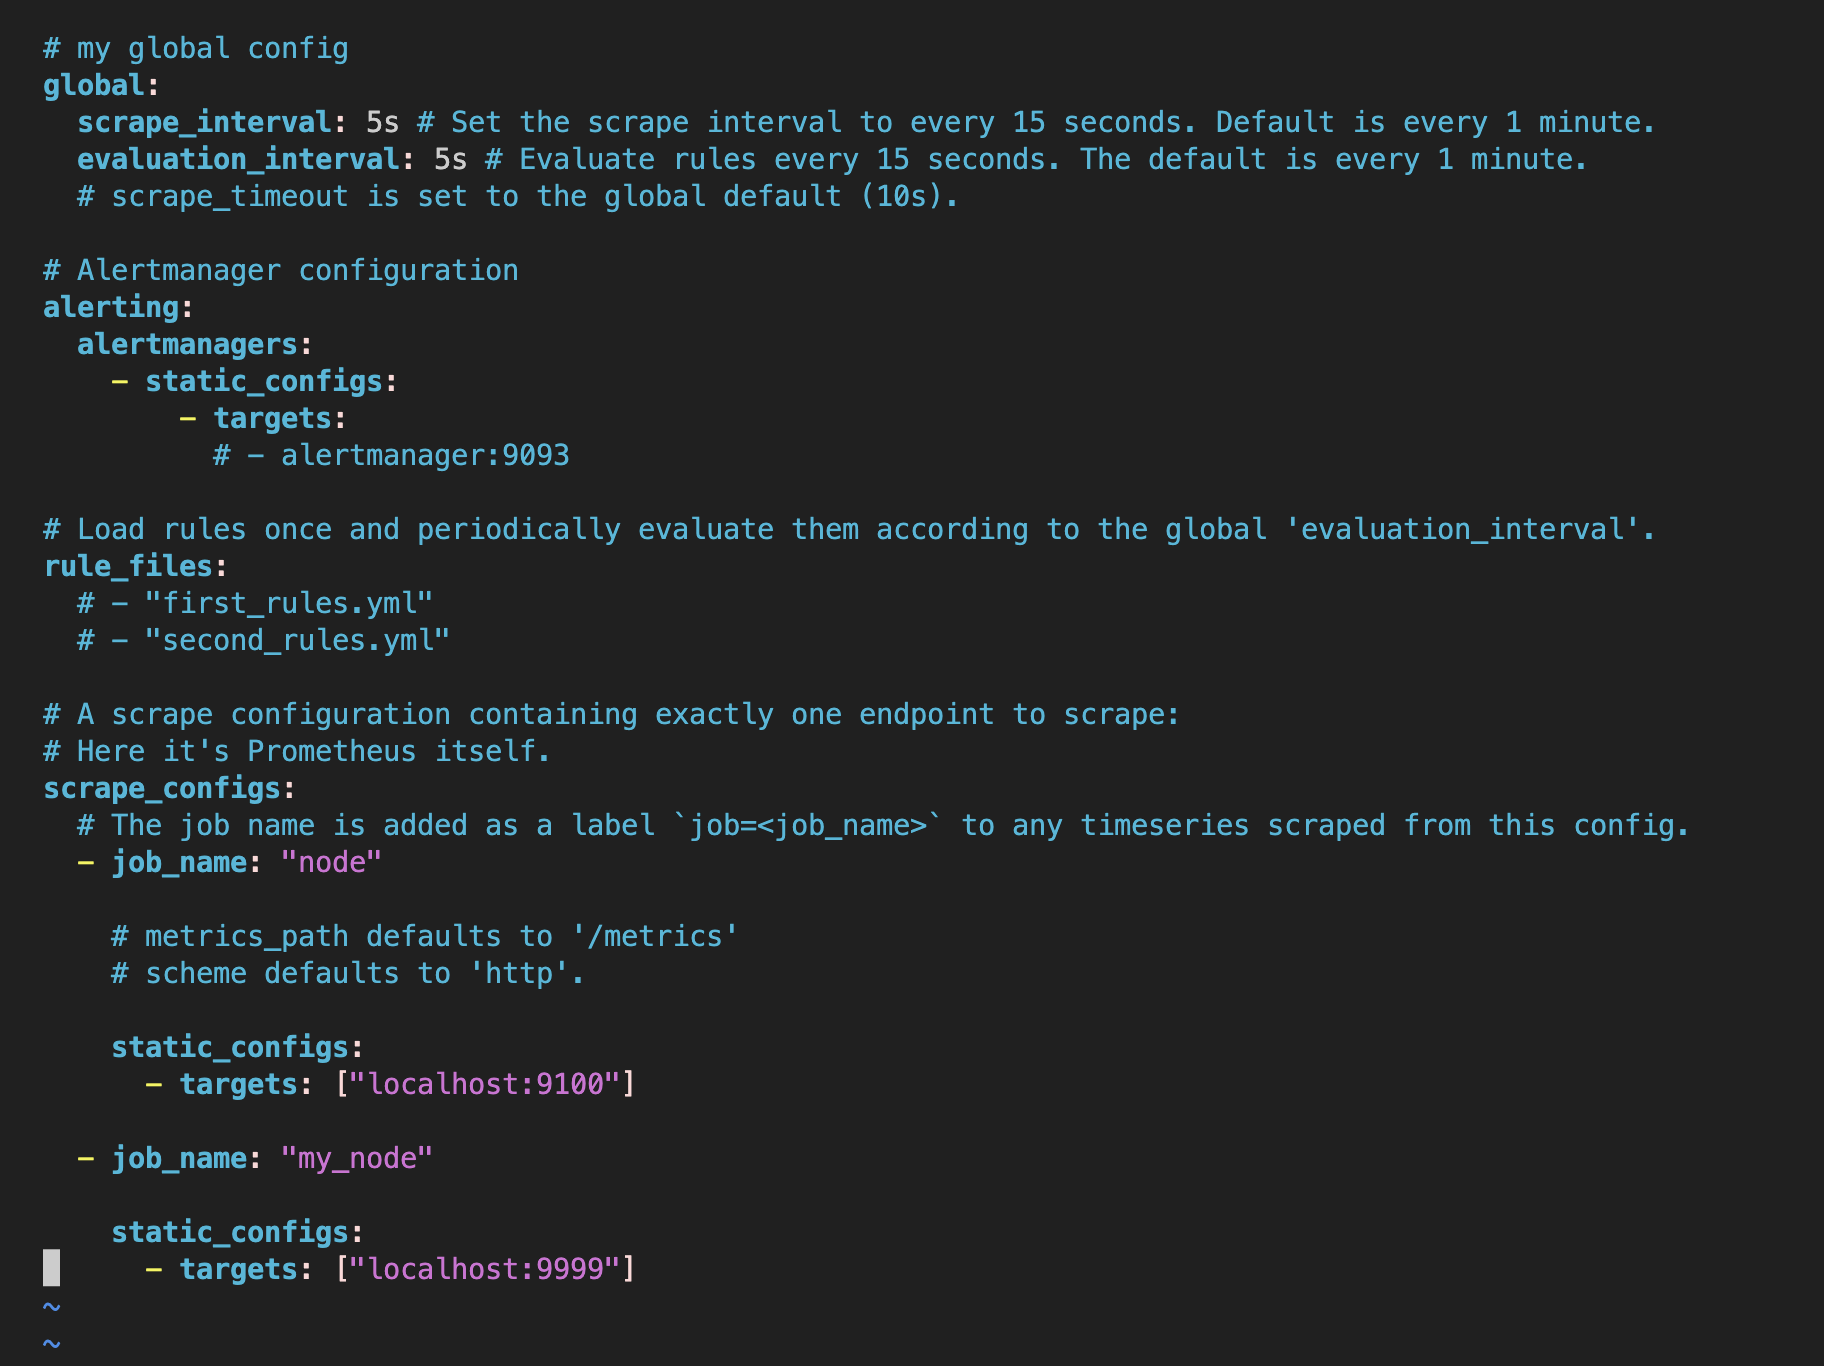 # my global config
global:
  scrape_interval: 5s # Set the scrape interval to every 15 seconds. Default is every 1 minute.
  evaluation_interval: 5s # Evaluate rules every 15 seconds. The default is every 1 minute.
  # scrape_timeout is set to the global default (10s).

# Alertmanager configuration
alerting:
  alertmanagers:
    - static_configs:
        - targets:
          # - alertmanager:9093

# Load rules once and periodically evaluate them according to the global 'evaluation_interval'.
rule_files:
  # - "first_rules.yml"
  # - "second_rules.yml"

# A scrape configuration containing exactly one endpoint to scrape:
# Here it's Prometheus itself.
scrape_configs:
  # The job name is added as a label `job=<job_name>` to any timeseries scraped from this config.
  - job_name: "node"

    # metrics_path defaults to '/metrics'
    # scheme defaults to 'http'.

    static_configs:
      - targets: ["localhost:9100"]

  - job_name: "my_node"

    static_configs:
      - targets: ["localhost:9999"]
~
~